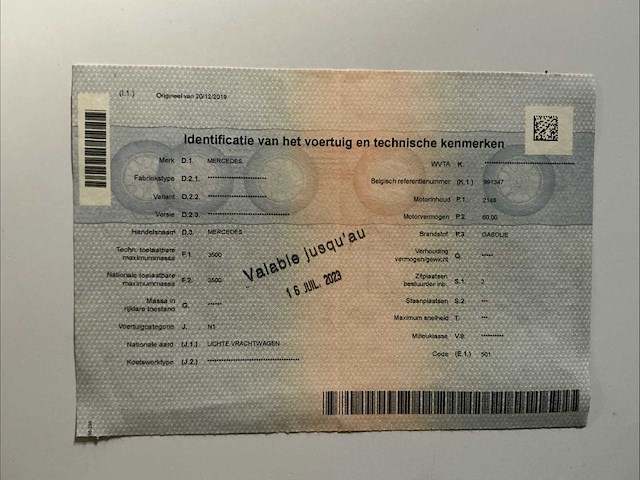 (I.1.) Origineel van 20/12/2019
Identificatie van het voertuig en technische kenmerken
Merk D.1. MERCEDES
Fabriekstype D.2.1. ********************
Variant D.2.2. ********************
Versie D.2.3. ***************************
Handelsnaam D.3. MERCEDES
Techn. toelaatbare
maximummassa F.1. 3500
Nationale toelaatbare
maximummassa F.2. 3500
Massa in
rijklare toestand G. *****
Voertuigcategorie J. N1
Nationale aard (J.1.) LICHTE VRACHTWAGEN
Koetswerktype (J.2.) ******************************
WVTA K. ******************************
Belgisch referentienummer (K.1.) 991347
Motorinhoud P.1. 2148
Motorvermogen P.2. 60,00
Brandstof P.3. GASOLIE
Verhouding
vermogen/gewicht Q. *****
Zitplaatsen
bestuurder inb. S.1. 2
Staanplaatsen S.2. ***
Maximum snelheid T. ***
Milieuklasse V.9. ******
Code (E.1.) 501
Valable jusqu'au
16 JUIL. 2023